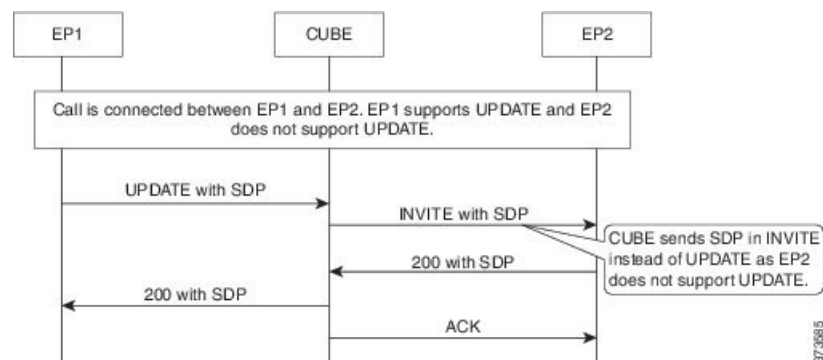 EP1
CUBE
EP2
Call is connected between EP1 and EP2. EP1 supports UPDATE and EP2
does not support UPDATE.
UPDATE with SDP
INVITE with SDP
CUBE sends SDP in INVITE
instead of UPDATE as EP2
does not support UPDATE.
200 with SDP
200 with SDP
ACK